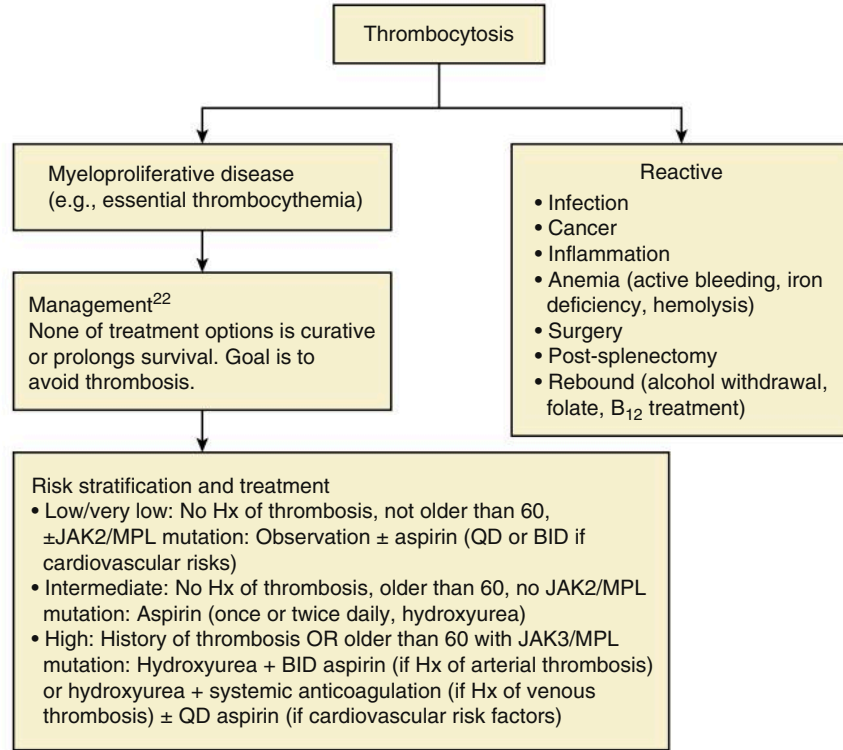 Thrombocytosis
Myeloproliferative disease
(e.g., essential thrombocythemia)
Management²²
None of treatment options is curative
or prolongs survival. Goal is to
avoid thrombosis.
Risk stratification and treatment
• Low/very low: No Hx of thrombosis, not older than 60,
±JAK2/MPL mutation: Observation ± aspirin (QD or BID if
cardiovascular risks)
• Intermediate: No Hx of thrombosis, older than 60, no JAK2/MPL
mutation: Aspirin (once or twice daily, hydroxyurea)
• High: History of thrombosis OR older than 60 with JAK3/MPL
mutation: Hydroxyurea + BID aspirin (if Hx of arterial thrombosis)
or hydroxyurea + systemic anticoagulation (if Hx of venous
thrombosis) ± QD aspirin (if cardiovascular risk factors)
Reactive
• Infection
• Cancer
• Inflammation
• Anemia (active bleeding, iron
deficiency, hemolysis)
• Surgery
• Post-splenectomy
• Rebound (alcohol withdrawal,
folate, B₁₂ treatment)